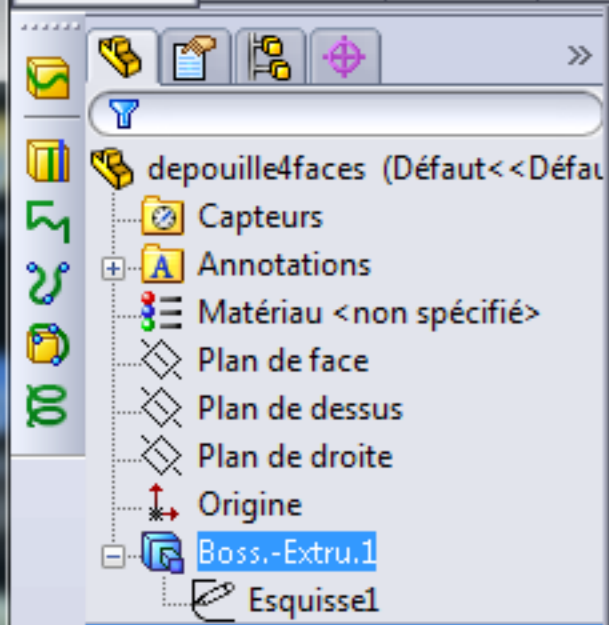 »
depouille4faces (Défaut<<Défau
Capteurs
A Annotations
Matériau <non spécifié>
Plan de face
Plan de dessus
Plan de droite
Origine
Boss.-Extru.1
Esquisse1